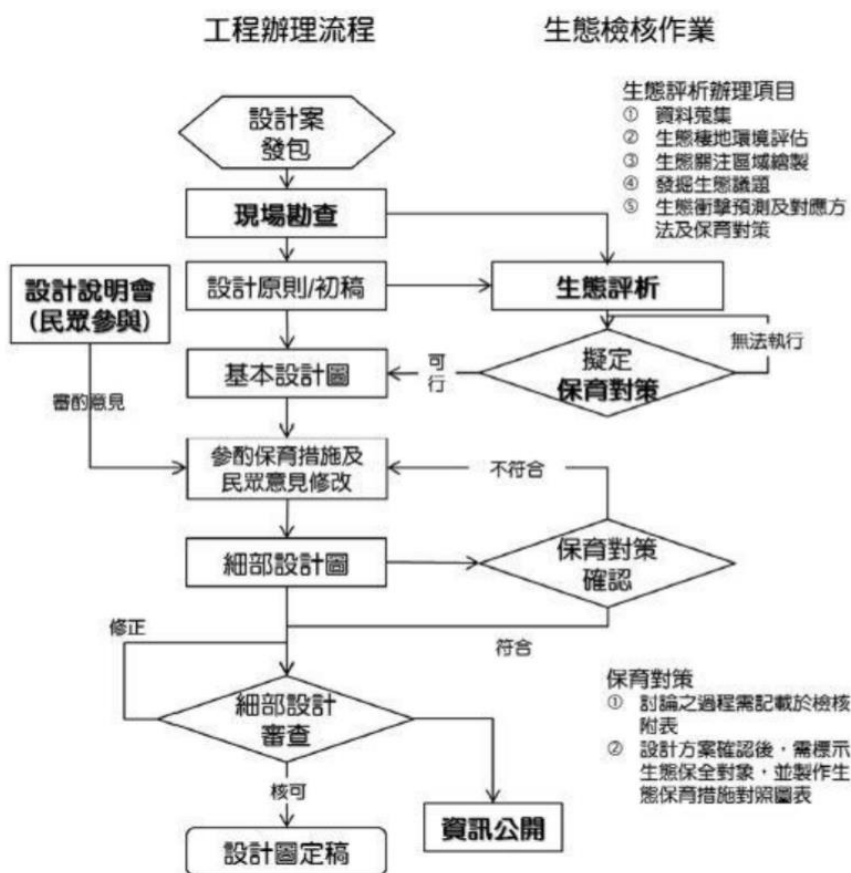 工程辦理流程
生態檢核作業
生態評析辦理項目
① 資料蒐集
② 生態棲地環境評估
③ 生態關注區域繪製
④ 發掘生態議題
⑤ 生態衝擊預測及對應方
法及保育對策
設計案
發包
現場勘查
設計說明會
(民眾參與)
設計原則/初稿
生態評析
無法執行
擬定
保育對策
可
行
基本設計圖
審酌意見
參酌保育措施及
民眾意見修改
不符合
細部設計圖
保育對策
確認
修正
符合
細部設計
審查
保育對策
① 討論之過程需記載於檢核
附表
② 設計方案確認後，需標示
生態保全對象，並製作生
態保育措施對照圖表
核可
資訊公開
設計圖定稿